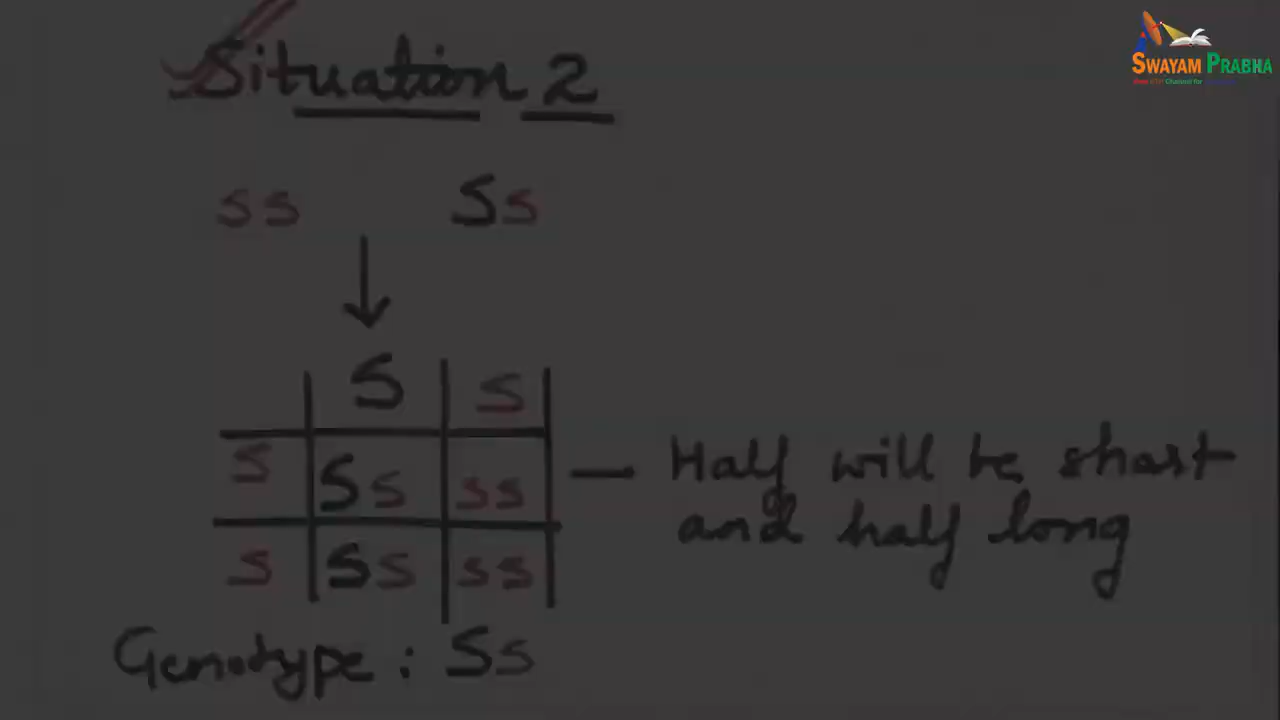 SWAYAM PRABHA
Situation 2
ss Ss
S s
s Ss ss
s Ss ss
Half will be short
and half long
Genotype : Ss